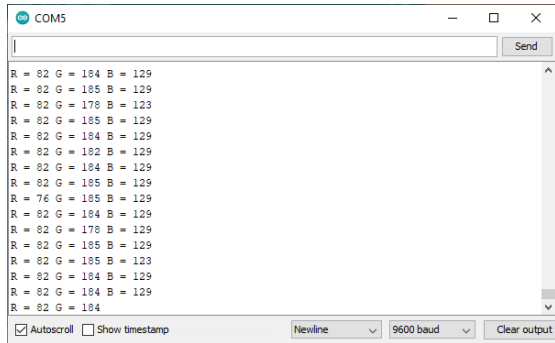 COM5
Send
R = 82 G = 184 B = 129
R = 82 G = 185 B = 129
R = 82 G = 178 B = 123
R = 82 G = 185 B = 129
R = 82 G = 184 B = 129
R = 82 G = 182 B = 129
R = 82 G = 184 B = 129
R = 82 G = 185 B = 129
R = 76 G = 185 B = 129
R = 82 G = 184 B = 129
R = 82 G = 178 B = 129
R = 82 G = 185 B = 129
R = 82 G = 185 B = 123
R = 82 G = 184 B = 129
R = 82 G = 184 B = 129
R = 82 G = 184
Autoscroll Show timestamp Newline 9600 baud Clear output